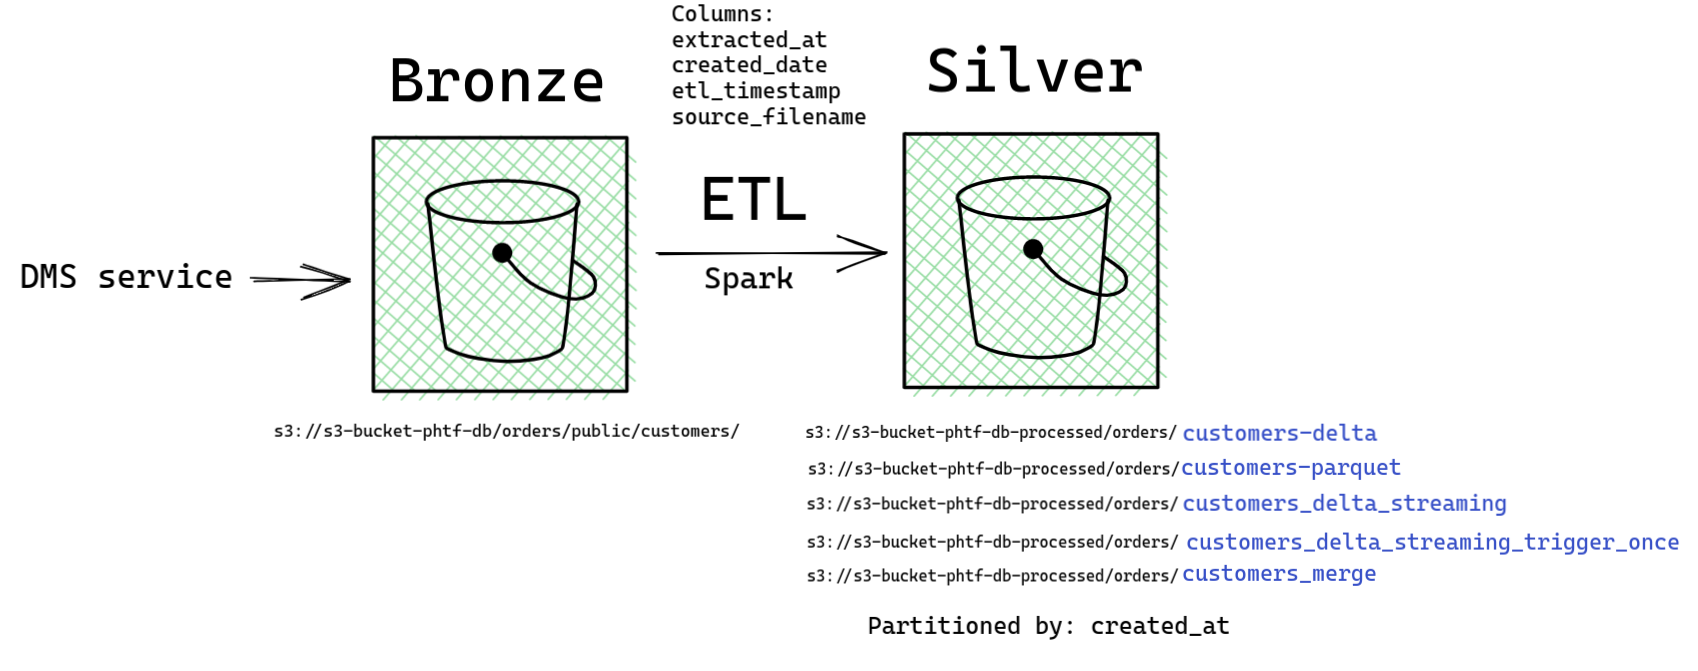 Columns:
extracted_at
created_date
etl_timestamp
source_filename
Bronze
Silver
ETL
Spark
DMS service
s3://s3-bucket-phtf-db/orders/public/customers/
s3://s3-bucket-phtf-db-processed/orders/ customers-delta
s3://s3-bucket-phtf-db-processed/orders/customers-parquet
s3://s3-bucket-phtf-db-processed/orders/ customers_delta_streaming
s3://s3-bucket-phtf-db-processed/orders/ customers_delta_streaming_trigger_once
s3://s3-bucket-phtf-db-processed/orders/ customers_merge
Partitioned by: created_at